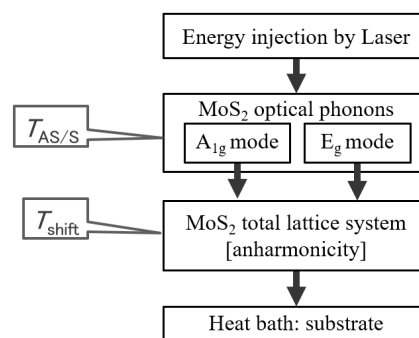 Energy injection by Laser
MoS₂ optical phonons
T_AS/S
A₁g mode
E_g mode
T_shift
MoS₂ total lattice system
[anharmonicity]
Heat bath: substrate